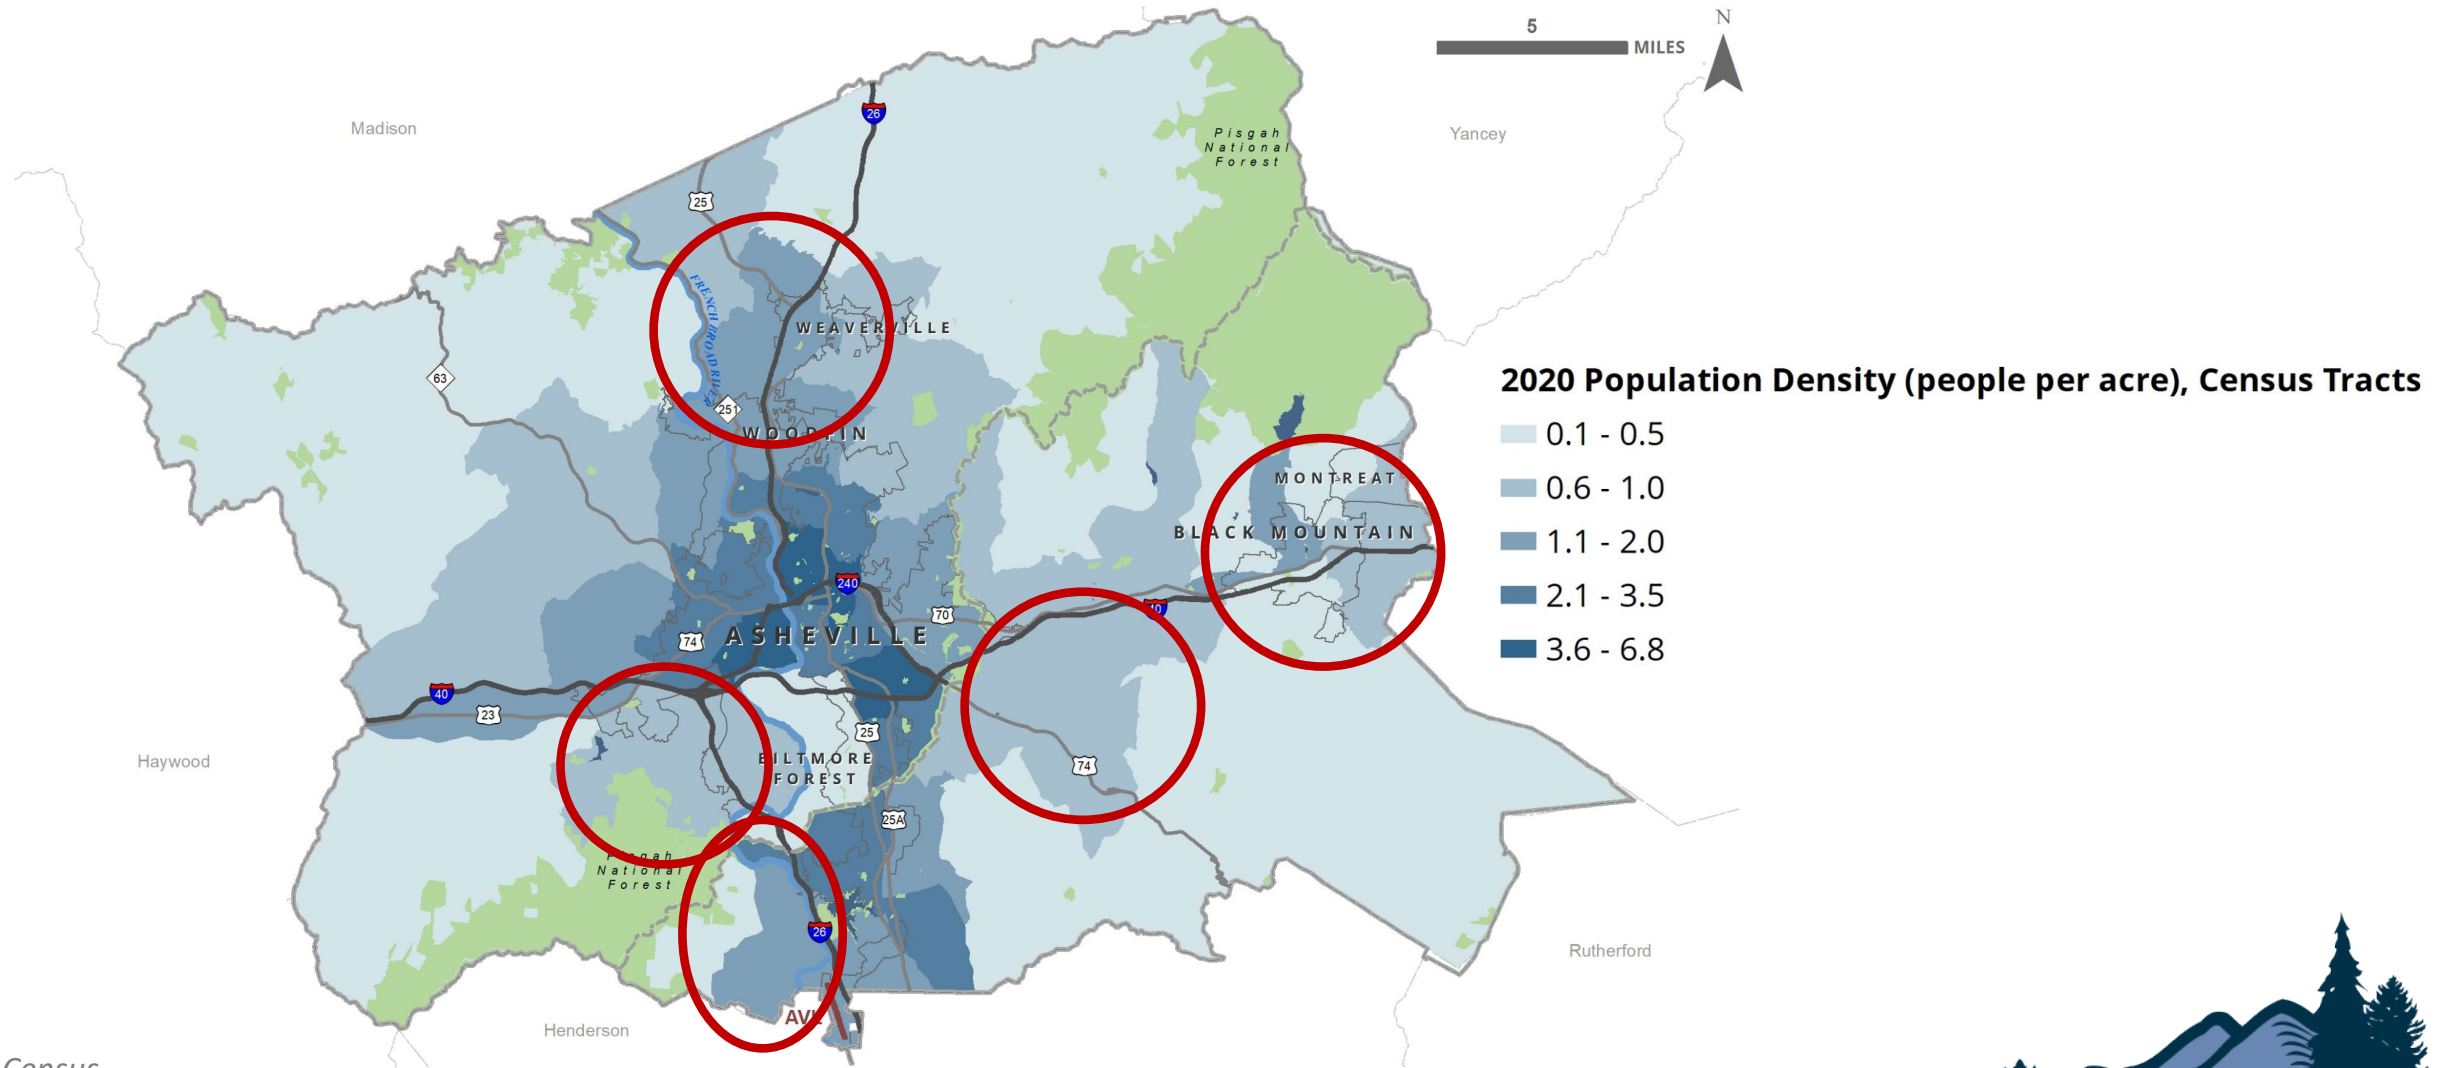 5
MILES
N
26
Madison
Yancey
Pisgah
National
Forest
25
FRENCH BROAD RIVER
WEAVERVILLE
63
251
WOODFIN
2020 Population Density (people per acre), Census Tracts
0.1 - 0.5
0.6 - 1.0
1.1 - 2.0
2.1 - 3.5
3.6 - 6.8
MONTREAT
BLACK MOUNTAIN
240
40
70
74
ASHEVILLE
40
23
25
BILTMORE
FOREST
74
Haywood
25A
Pisgah
National
Forest
26
Rutherford
AVL
Henderson
Census